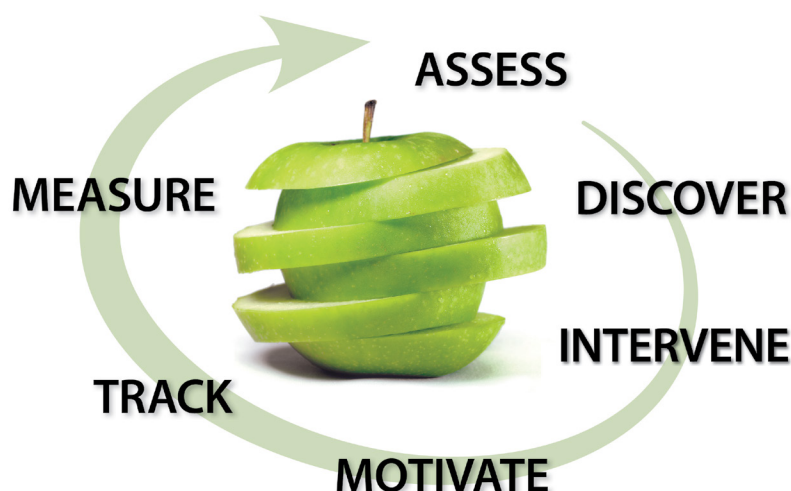 ASSESS
DISCOVER
INTERVENE
MOTIVATE
TRACK
MEASURE